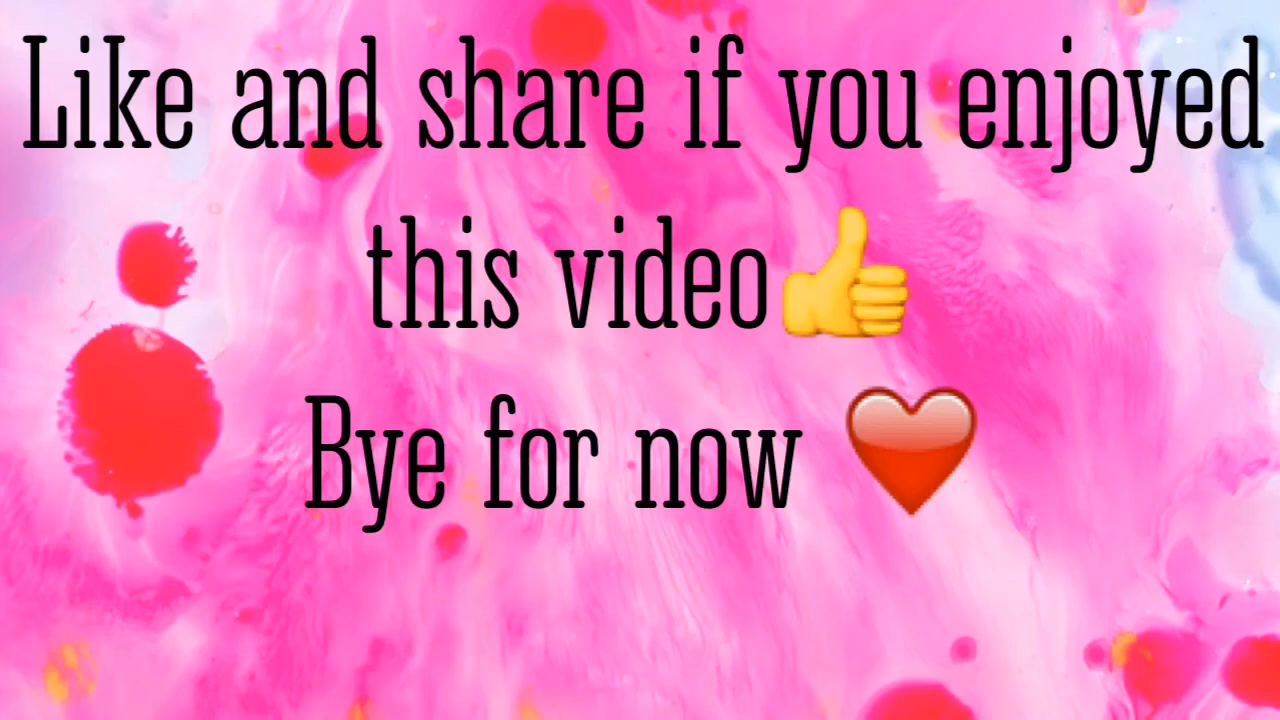 Like and share if you enjoyed
this video👍
Bye for now ❤️